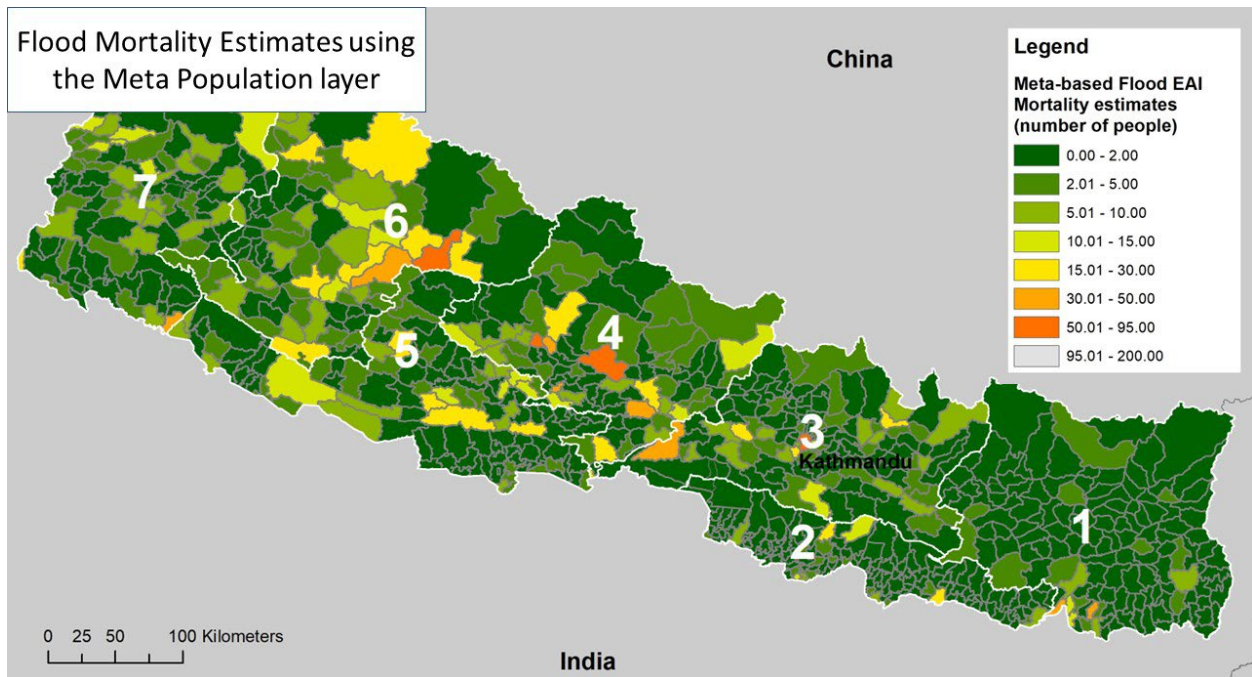 Flood Mortality Estimates using
the Meta Population layer
China
Legend
Meta-based Flood EAI
Mortality estimates
(number of people)
0.00 - 2.00
2.01 - 5.00
5.01 - 10.00
10.01 - 15.00
15.01 - 30.00
30.01 - 50.00
50.01 - 95.00
95.01 - 200.00
7
6
5
4
3
Kathmandu
2
1
0 25 50 100 Kilometers
India